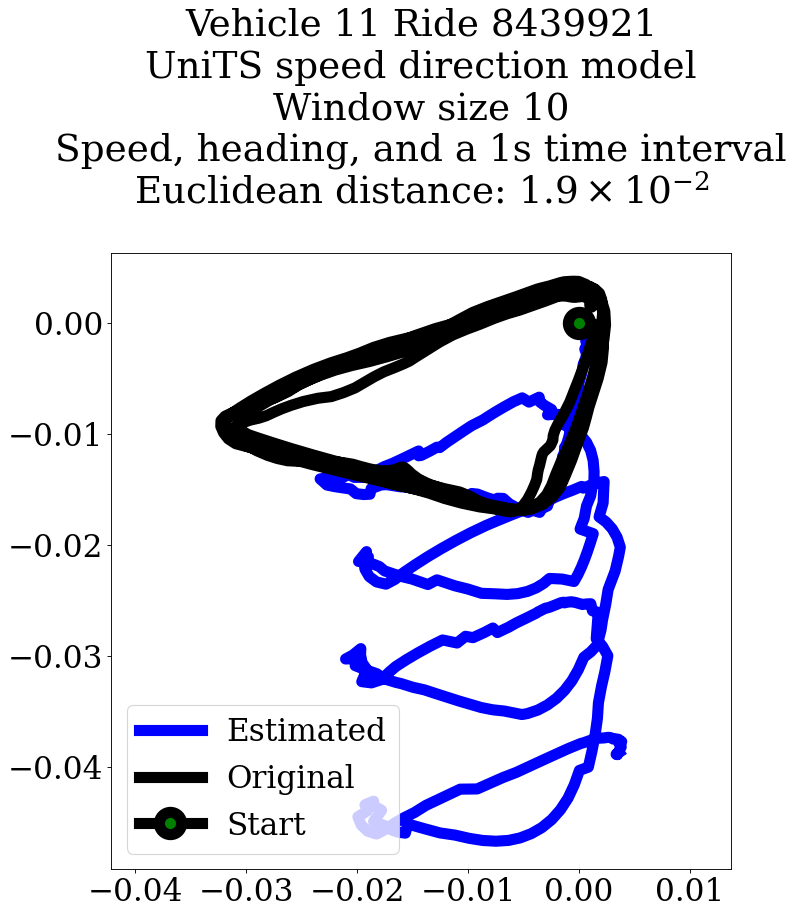 Vehicle 11 Ride 8439921
UniTS speed direction model
Window size 10
Speed, heading, and a 1s time interval
Euclidean distance: 1.9 × 10⁻²
0.00
−0.01
−0.02
−0.03
−0.04
Estimated
Original
Start
−0.04 −0.03 −0.02 −0.01 0.00 0.01